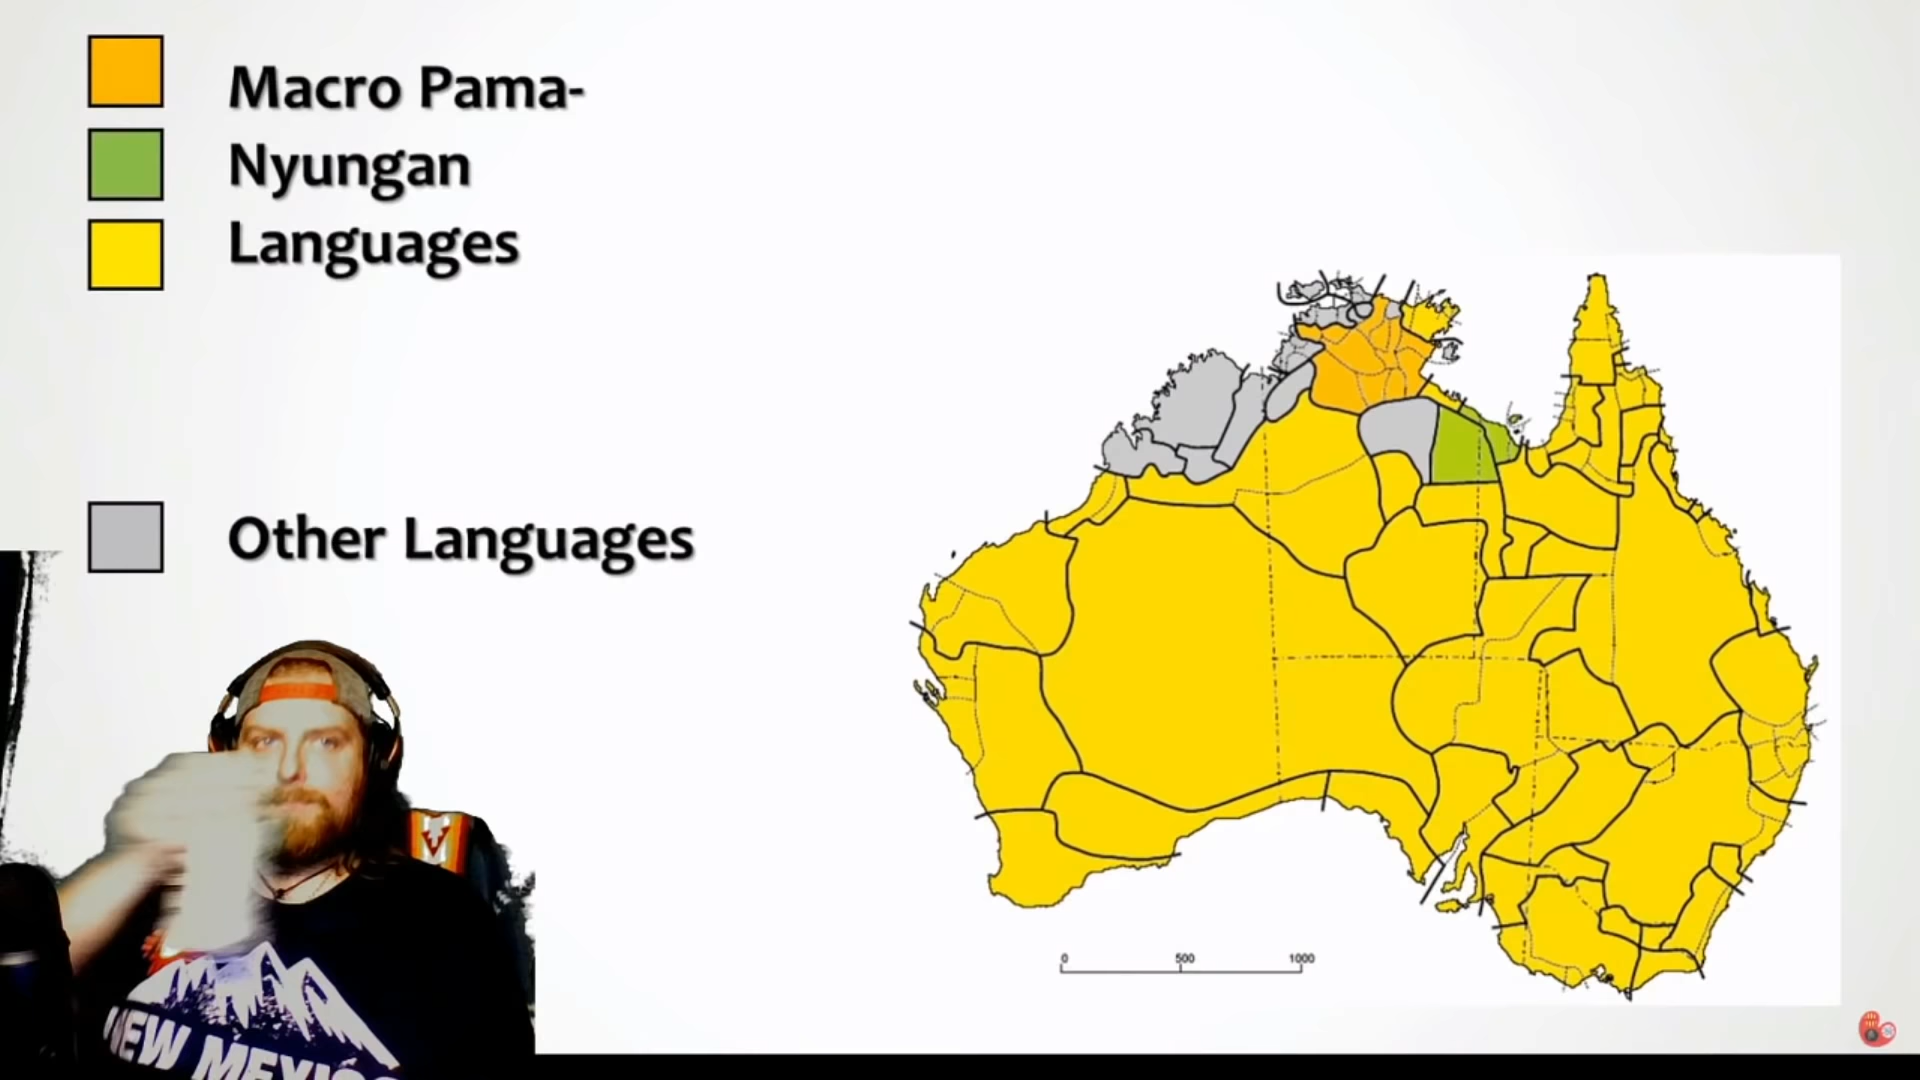 Macro Pama-
Nyungan
Languages
Other Languages
0 500 1000
NEW MEXICO